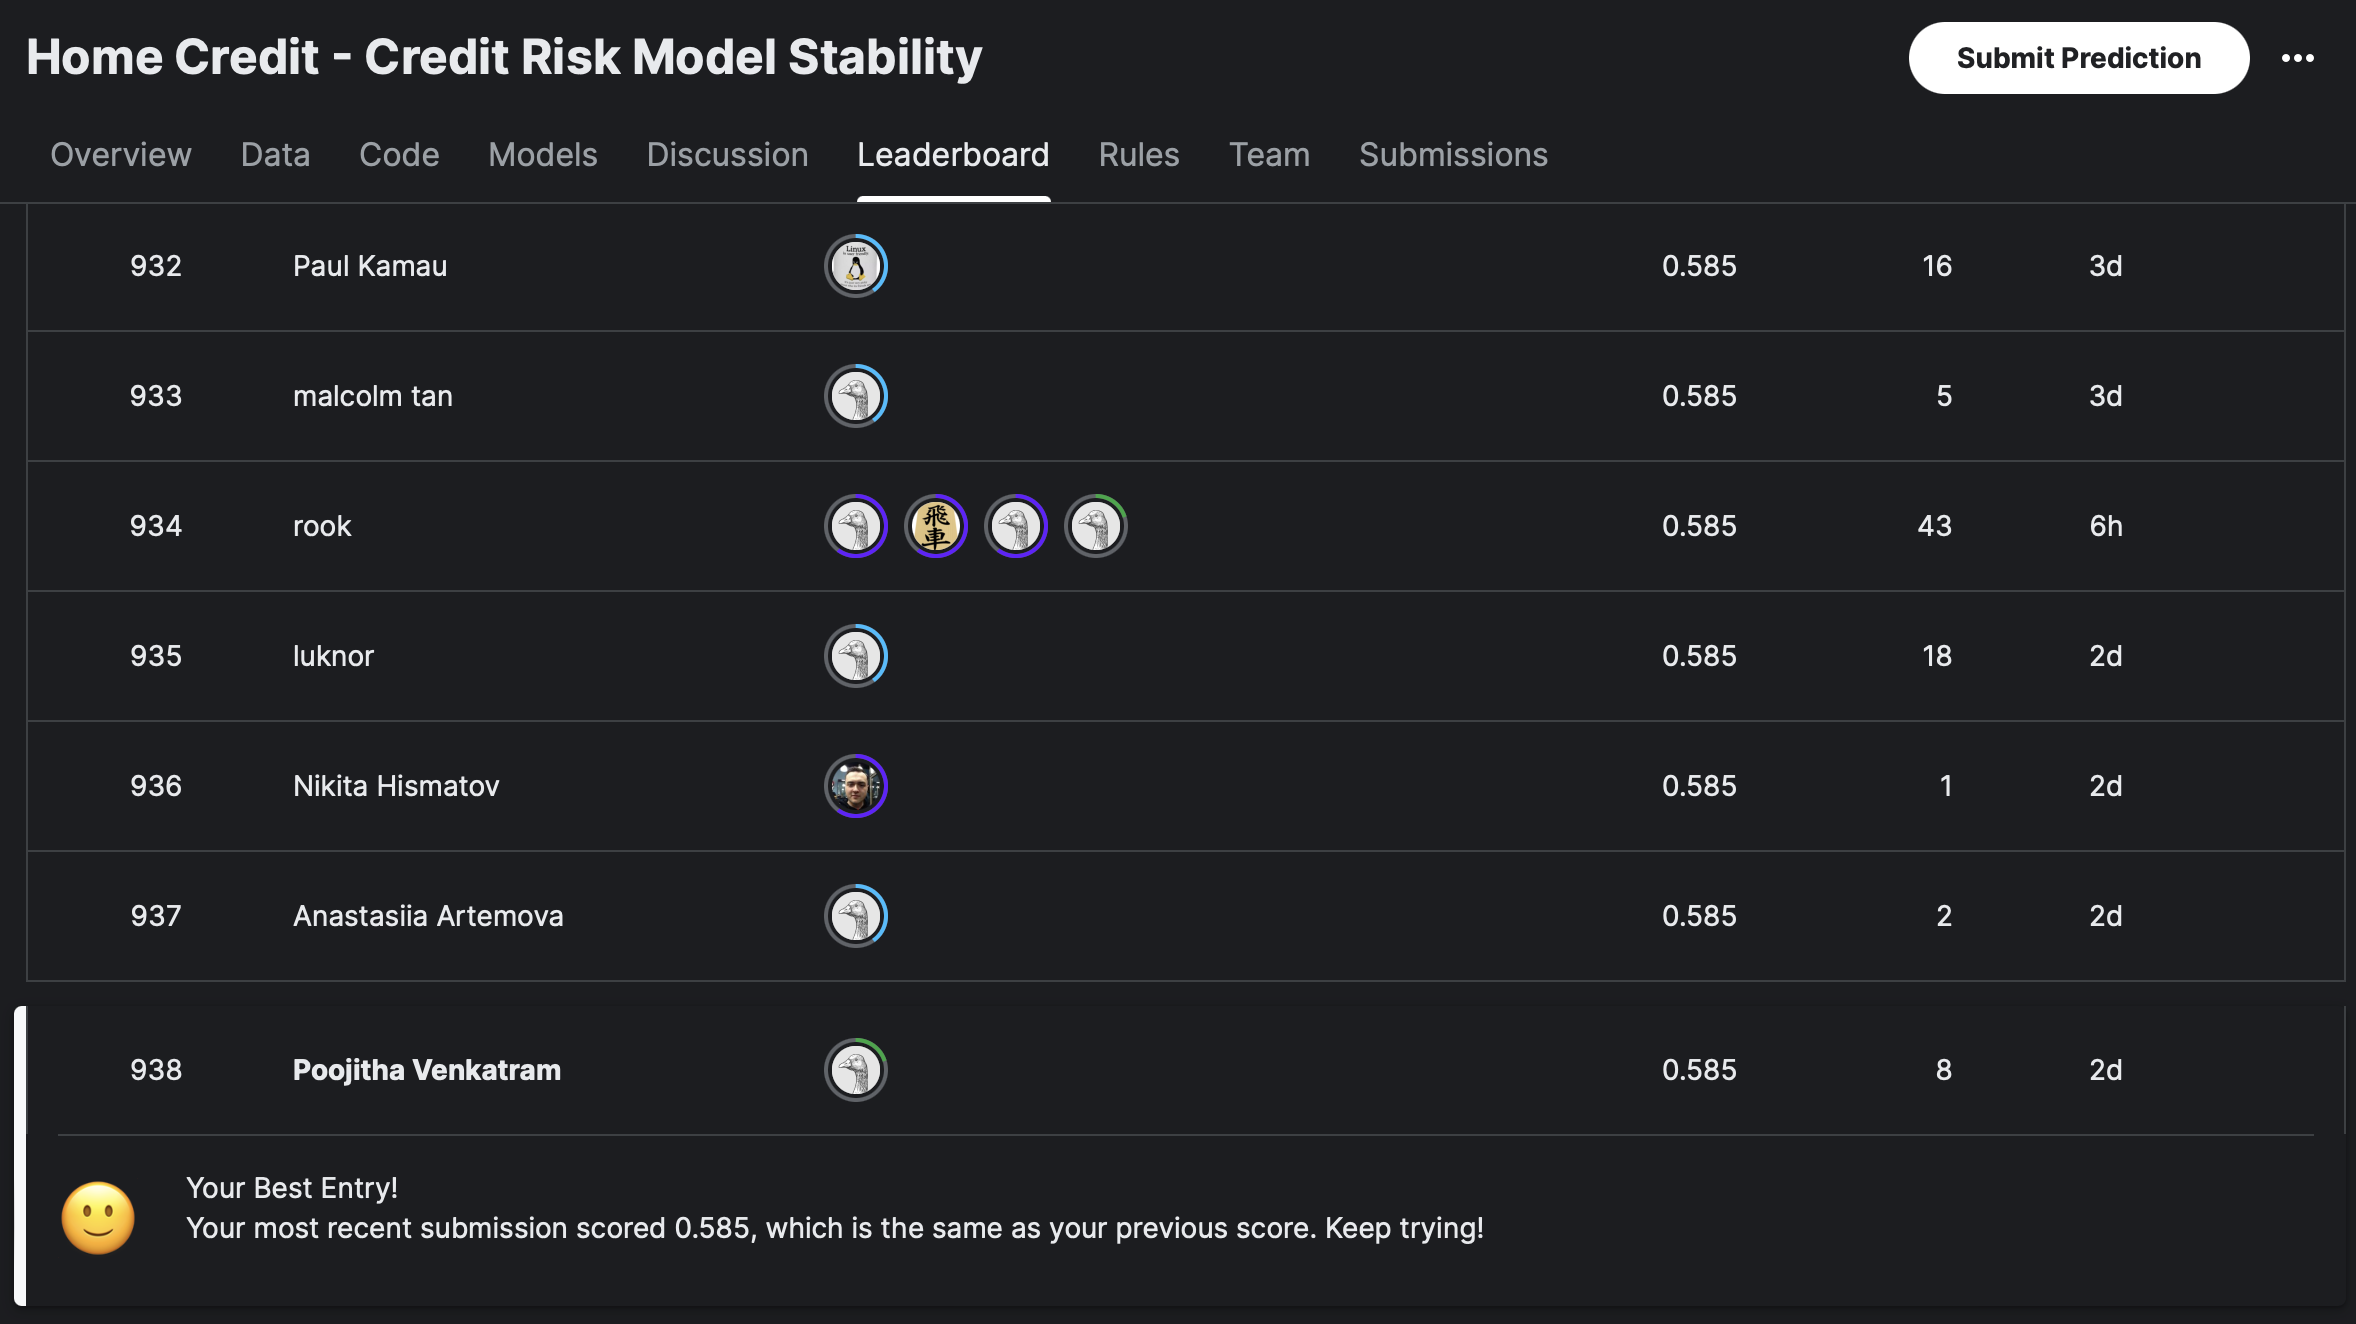 Home Credit - Credit Risk Model Stability
Submit Prediction
Overview Data Code Models Discussion Leaderboard Rules Team Submissions
932 Paul Kamau 0.585 16 3d
Linux
933 malcolm tan 0.585 5 3d
934 rook 0.585 43 6h
飛車
935 luknor 0.585 18 2d
936 Nikita Hismatov 0.585 1 2d
937 Anastasiia Artemova 0.585 2 2d
938 Poojitha Venkatram 0.585 8 2d
Your Best Entry!
Your most recent submission scored 0.585, which is the same as your previous score. Keep trying!